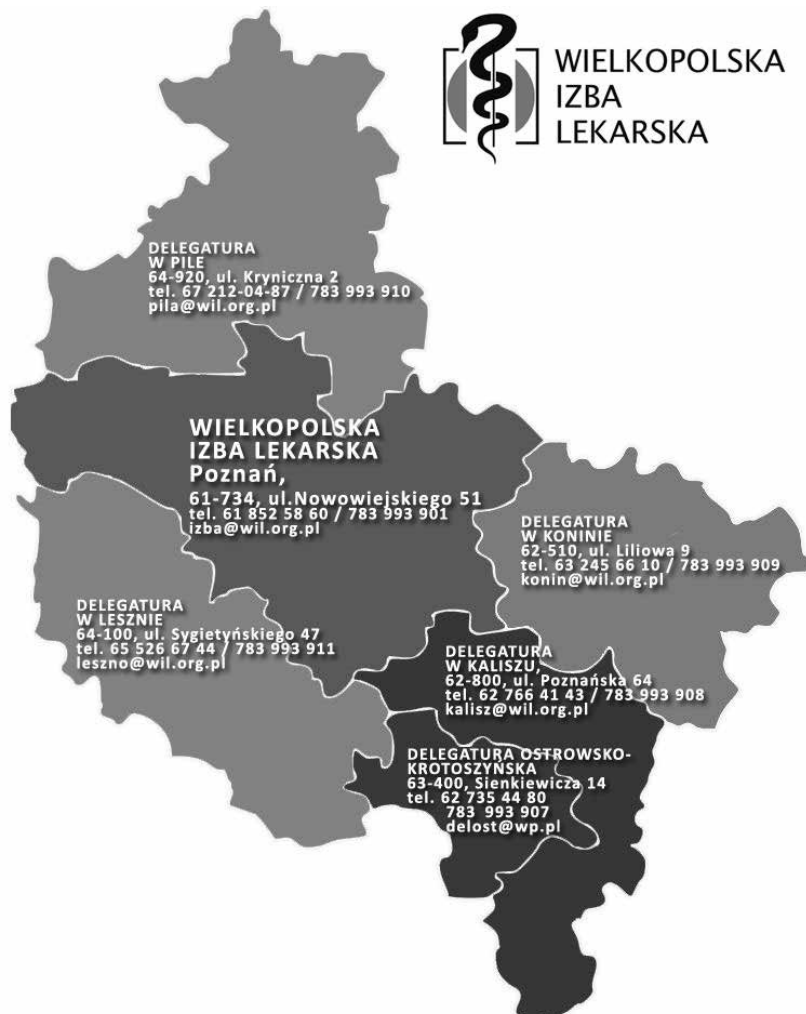 WIELKOPOLSKA
IZBA
LEKARSKA
DELEGATURA
W PILE
64-920, ul. Kryniczna 2
tel. 67 212-04-87 / 783 993 910
pila@wil.org.pl
WIELKOPOLSKA
IZBA LEKARSKA
Poznań,
61-734, ul.Nowowiejskiego 51
tel. 61 852 58 60 / 783 993 901
izba@wil.org.pl
DELEGATURA
W KONINIE
62-510, ul. Liliowa 9
tel. 63 245 66 10 / 783 993 909
konin@wil.org.pl
DELEGATURA
W LESZNIE
64-100, ul. Sygietyńskiego 47
tel. 65 526 67 44 / 783 993 911
leszno@wil.org.pl
DELEGATURA
W KALISZU,
62-800, ul. Poznańska 64
tel. 62 766 41 43 / 783 993 908
kalisz@wil.org.pl
DELEGATURA OSTROWSKO-
KROTOSZYŃSKA
63-400, Sienkiewicza 14
tel. 62 735 44 80
783 993 907
delost@wp.pl